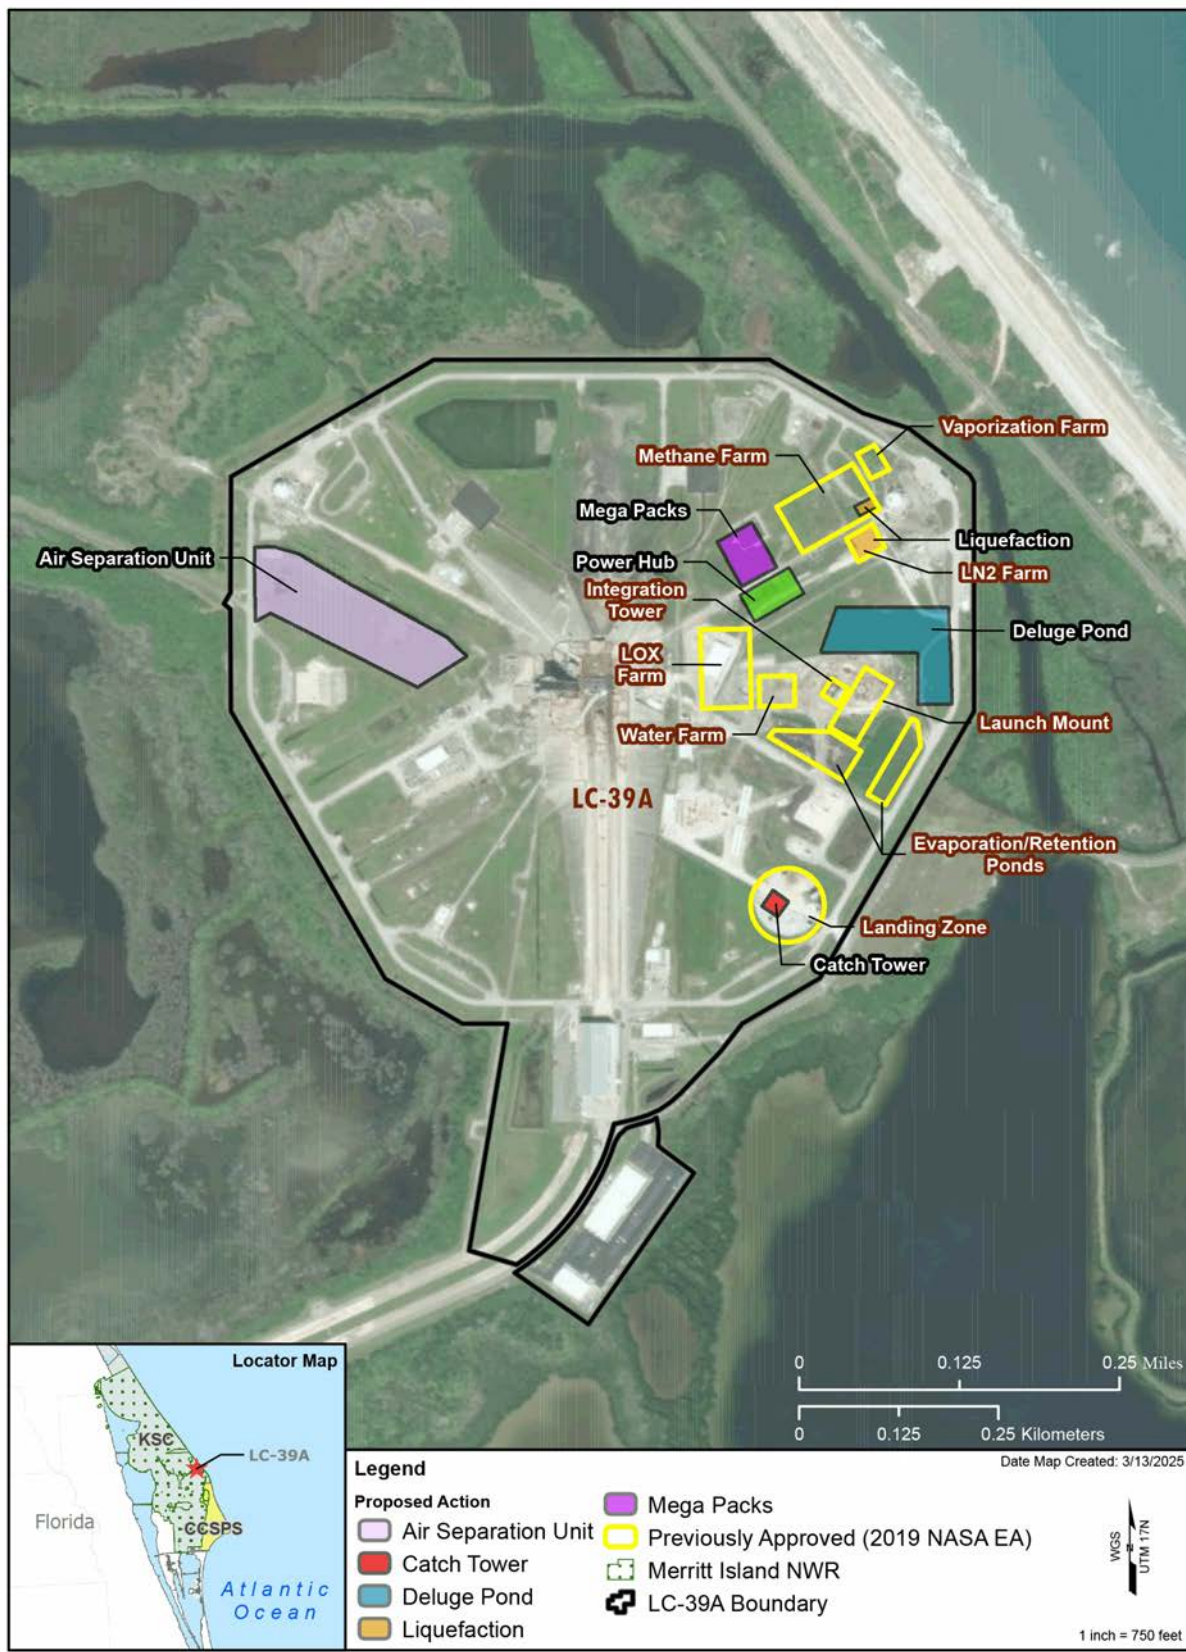 Vaporization Farm
Methane Farm
Mega Packs
Air Separation Unit
Power Hub
Liquefaction
LN2 Farm
Integration
Tower
Deluge Pond
LOX
Farm
Water Farm
Launch Mount
LC-39A
Evaporation/Retention
Ponds
Landing Zone
Catch Tower
Locator Map
KSC
LC-39A
Florida
CCSPS
Atlantic
Ocean
0 0.125 0.25 Miles
0 0.125 0.25 Kilometers
Date Map Created: 3/13/2025
Legend
Proposed Action
Air Separation Unit
Catch Tower
Deluge Pond
Liquefaction
Mega Packs
Previously Approved (2019 NASA EA)
Merritt Island NWR
LC-39A Boundary
WGS
UTM 17N
N
1 inch = 750 feet